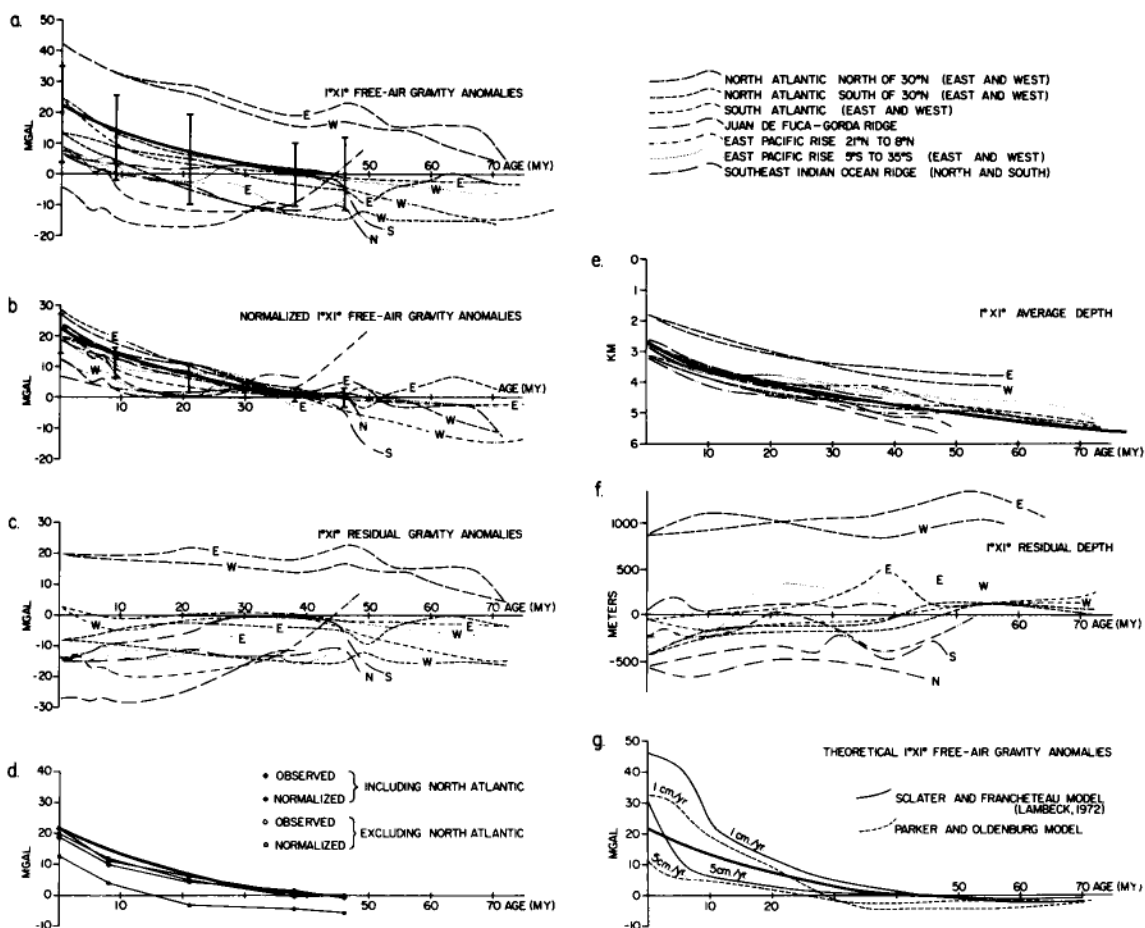 a.
50
40
30
20
10
0
-10
-20
MGAL
1°X1° FREE-AIR GRAVITY ANOMALIES
E
W
50
60
70
AGE (MY)
E
W
E
W
E
W
S
N
NORTH ATLANTIC NORTH OF 30°N (EAST AND WEST)
NORTH ATLANTIC SOUTH OF 30°N (EAST AND WEST)
SOUTH ATLANTIC (EAST AND WEST)
JUAN DE FUCA-GORDA RIDGE
EAST PACIFIC RISE 21°N TO 8°N
EAST PACIFIC RISE 5°S TO 35°S (EAST AND WEST)
SOUTHEAST INDIAN OCEAN RIDGE (NORTH AND SOUTH)
b
30
20
10
0
-10
-20
MGAL
NORMALIZED 1°X1° FREE-AIR GRAVITY ANOMALIES
E
W
10
30
E
E
E
AGE (MY)
50
60
70
W
E
N
W
W
S
c.
30
20
10
0
-10
-20
-30
MGAL
1°X1° RESIDUAL GRAVITY ANOMALIES
E
W
10
30
50
60
70
AGE (MY)
W
E
E
E
W
W
N
S
d.
40
30
20
10
0
-10
MGAL
OBSERVED
NORMALIZED
INCLUDING NORTH ATLANTIC
OBSERVED
NORMALIZED
EXCLUDING NORTH ATLANTIC
10
20
30
50
AGE (MY)
e.
0
1
2
3
4
5
6
KM
1°X1° AVERAGE DEPTH
E
W
10
20
30
40
50
60
70
AGE (MY)
f.
1000
500
0
-500
METERS
E
W
1°X1° RESIDUAL DEPTH
E
E
W
W
10
20
60
70
AGE (MY)
S
N
g.
50
40
30
20
10
0
-10
MGAL
THEORETICAL 1°X1° FREE-AIR GRAVITY ANOMALIES
SCLATER AND FRANCHETEAU MODEL
(LAMBECK, 1972)
PARKER AND OLDENBURG MODEL
1 cm/yr
1 cm/yr
5cm/yr
5cm/yr
10
20
30
40
50
60
70
AGE (MY)